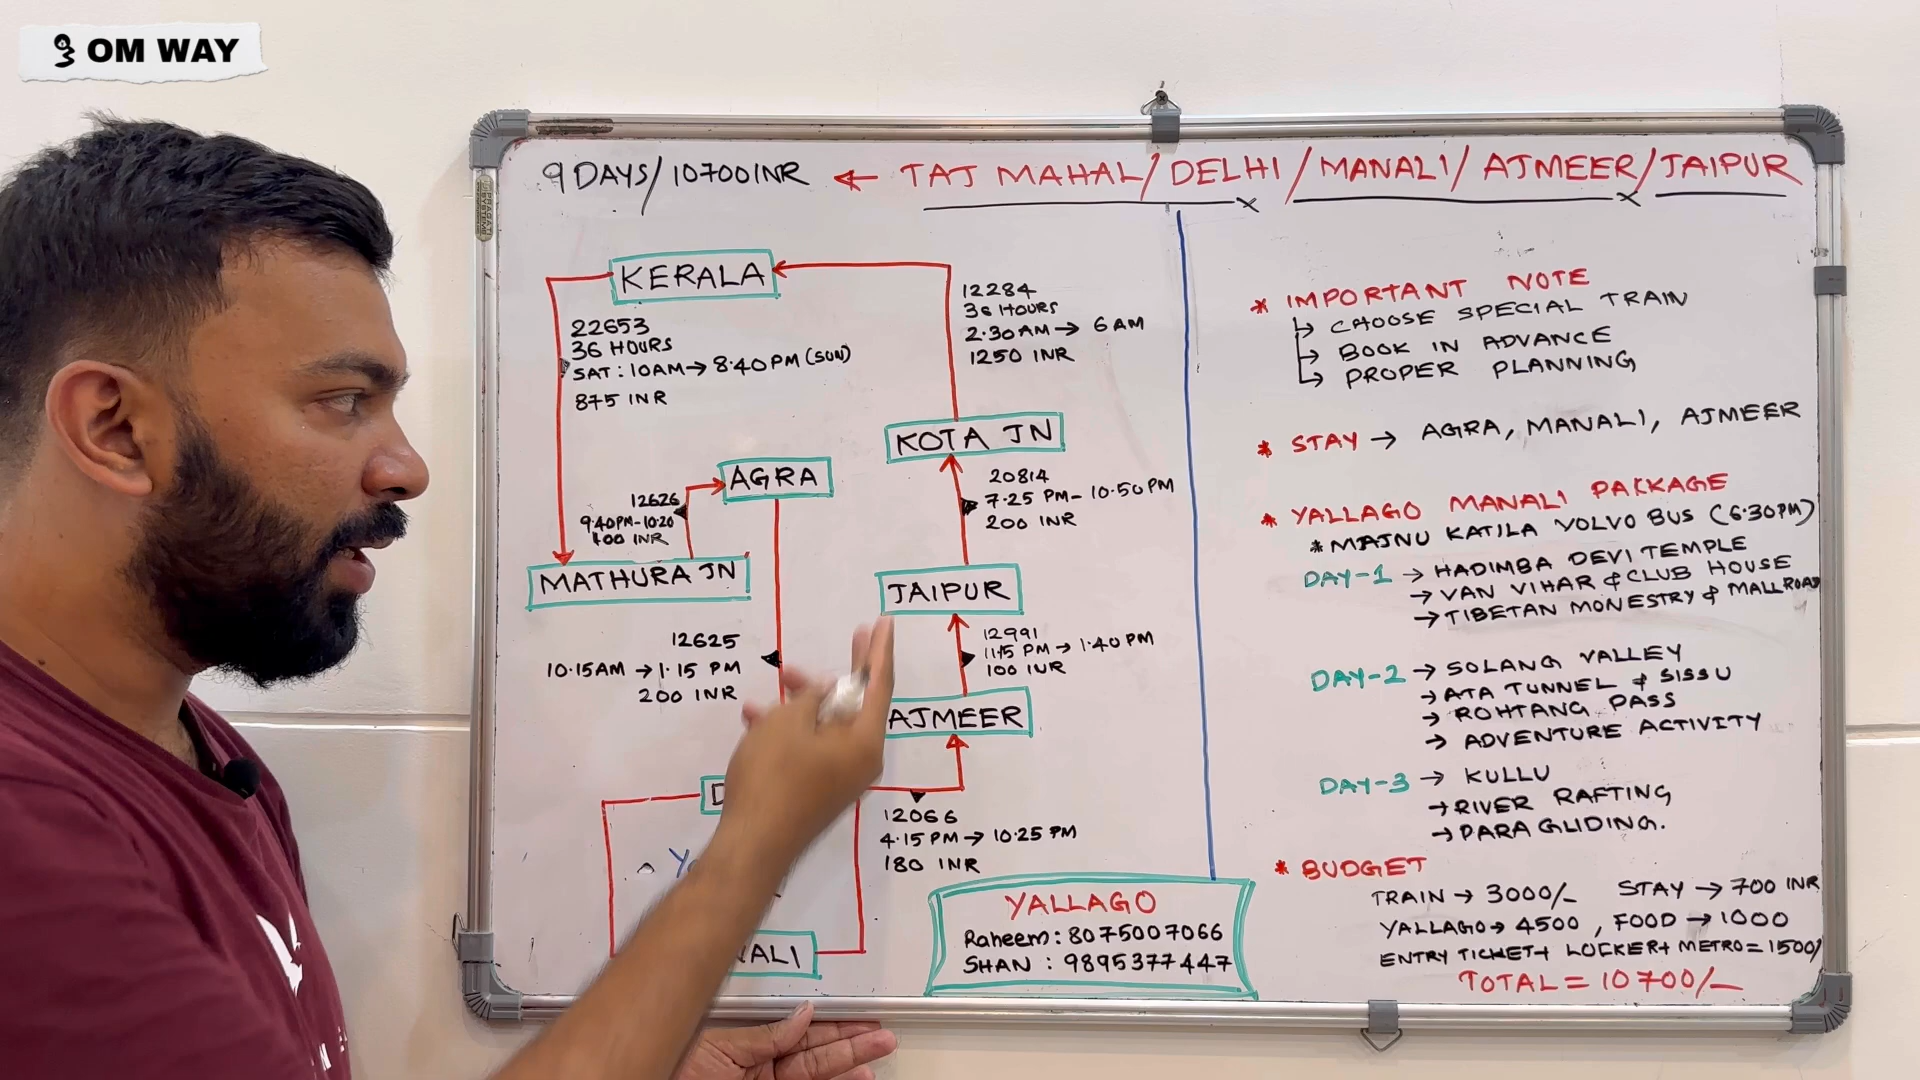 OM WAY
9 DAYS/10700INR ← TAJ MAHAL/DELHI/MANALI/AJMEER/JAIPUR
KERALA
22653
36 HOURS
SAT : 10AM → 8:40PM (SUN)
875 INR
12284
36 HOURS
2.30AM → 6 AM
1250 INR
KOTA JN
AGRA
12626
9:40PM-10:20
100 INR
MATHURA JN
20814
7.25 PM - 10.50PM
200 INR
JAIPUR
12625
10.15AM → 1.15 PM
200 INR
12991
11.15 PM → 1.40 PM
100 IUR
AJMEER
12066
4.15 PM → 10.25 PM
180 INR
YALLAGO
Raheem : 8075007066
SHAN : 9895377447
* IMPORTANT NOTE
↳ CHOOSE SPECIAL TRAIN
↳ BOOK IN ADVANCE
↳ PROPER PLANNING
* STAY → AGRA, MANALI, AJMEER
* YALLAGO MANALI PACKAGE
* MAJNU KATILA VOLVO BUS (6.30PM)
DAY-1 → HADIMBA DEVI TEMPLE
→ VAN VIHAR & CLUB HOUSE
→ TIBETAN MONESTRY & MALL ROAD
DAY-2 → SOLANG VALLEY
→ ATA TUNNEL & SISSU
→ ROHTANG PASS
→ ADVENTURE ACTIVITY
DAY-3 → KULLU
→ RIVER RAFTING
→ PARA GLIDING.
* BUDGET
TRAIN → 3000/- STAY → 700 INR
YALLAGO → 4500 , FOOD → 1000
ENTRY TICKET + LOCKER + METRO = 1500/
TOTAL = 10700/-